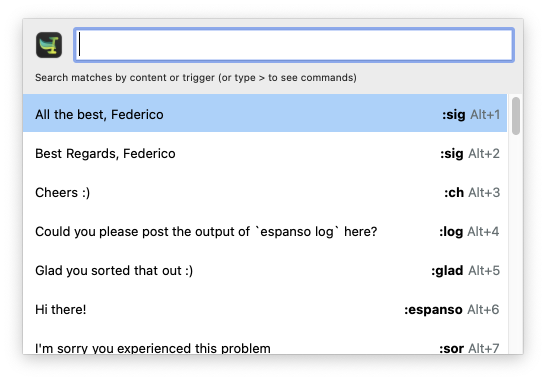 Search matches by content or trigger (or type > to see commands)
All the best, Federico :sig Alt+1
Best Regards, Federico :sig Alt+2
Cheers :) :ch Alt+3
Could you please post the output of `espanso log` here? :log Alt+4
Glad you sorted that out :) :glad Alt+5
Hi there! :espanso Alt+6
I'm sorry you experienced this problem :sor Alt+7